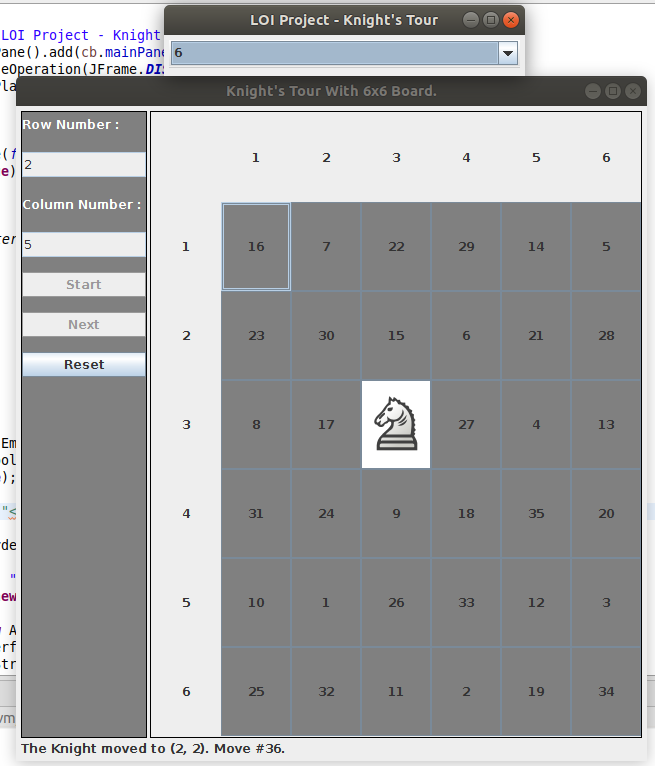 LOI Project - Knight's Tour
6
LOI Project - Knight
Pane().add(cb.mainPane
eOperation(JFrame.DIS
Pla
Knight's Tour With 6x6 Board.
Row Number :
2
Column Number :
5
Start
Next
Reset
1 2 3 4 5 6
1 16 7 22 29 14 5
2 23 30 15 6 21 28
3 8 17 27 4 13
4 31 24 9 18 35 20
5 10 1 26 33 12 3
6 25 32 11 2 19 34
The Knight moved to (2, 2). Move #36.